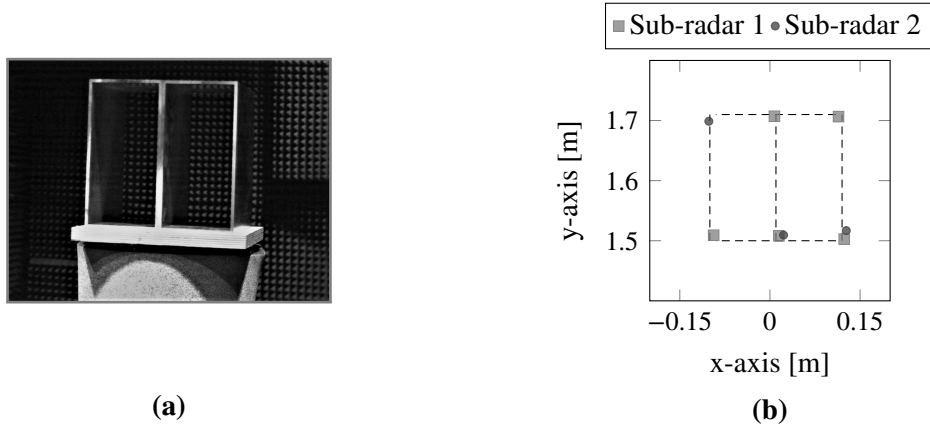 Sub-radar 1 Sub-radar 2
1.7
1.6
1.5
y-axis [m]
−0.15 0 0.15
x-axis [m]
(a)
(b)